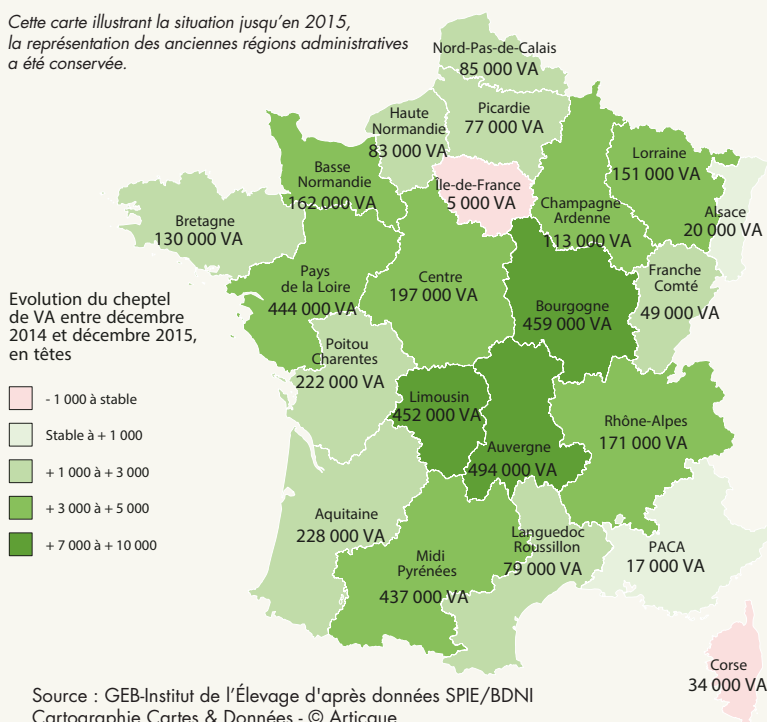 Cette carte illustrant la situation jusqu'en 2015,
la représentation des anciennes régions administratives
a été conservée.
Nord-Pas-de-Calais
85 000 VA
Picardie
77 000 VA
Haute
Normandie
83 000 VA
Basse
Normandie
162 000 VA
Île-de-France
5 000 VA
Champagne
Ardenne
113 000 VA
Lorraine
151 000 VA
Alsace
20 000 VA
Bretagne
130 000 VA
Pays
de la Loire
444 000 VA
Centre
197 000 VA
Bourgogne
459 000 VA
Franche
Comté
49 000 VA
Poitou
Charentes
222 000 VA
Limousin
452 000 VA
Auvergne
494 000 VA
Rhône-Alpes
171 000 VA
Aquitaine
228 000 VA
Midi
Pyrénées
437 000 VA
Languedoc
Roussillon
79 000 VA
PACA
17 000 VA
Corse
34 000 VA
Evolution du cheptel
de VA entre décembre
2014 et décembre 2015,
en têtes
- 1 000 à stable
Stable à + 1 000
+ 1 000 à + 3 000
+ 3 000 à + 5 000
+ 7 000 à + 10 000
Source : GEB-Institut de l'Élevage d'après données SPIE/BDNI
Cartographie Cartes & Données - © Articque